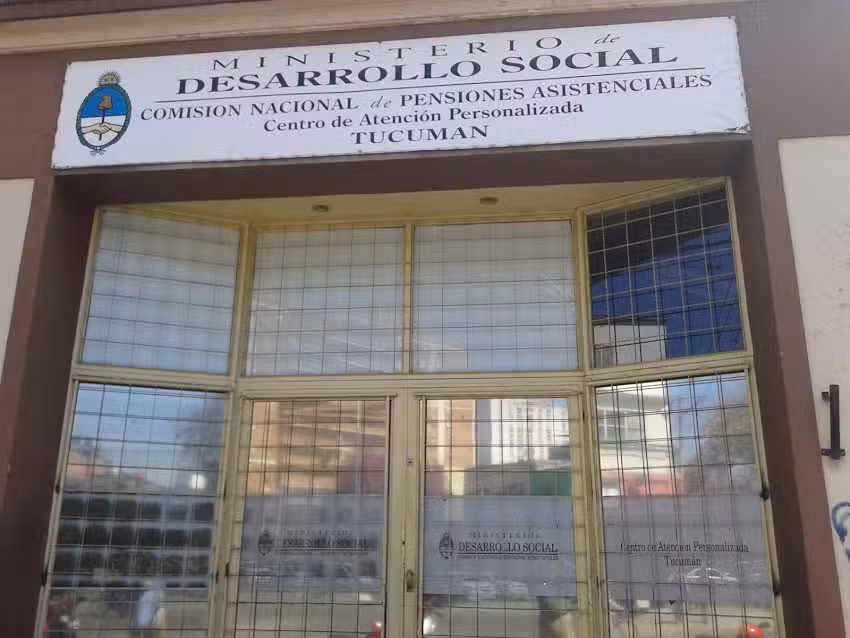 MINISTERIO de
DESARROLLO SOCIAL
COMISION NACIONAL de PENSIONES ASISTENCIALES
Centro de Atención Personalizada
TUCUMAN
MINISTERIO
DESARROLLO SOCIAL
MINISTERIO
DESARROLLO SOCIAL
Centro de Atención Personalizada
Tucumán